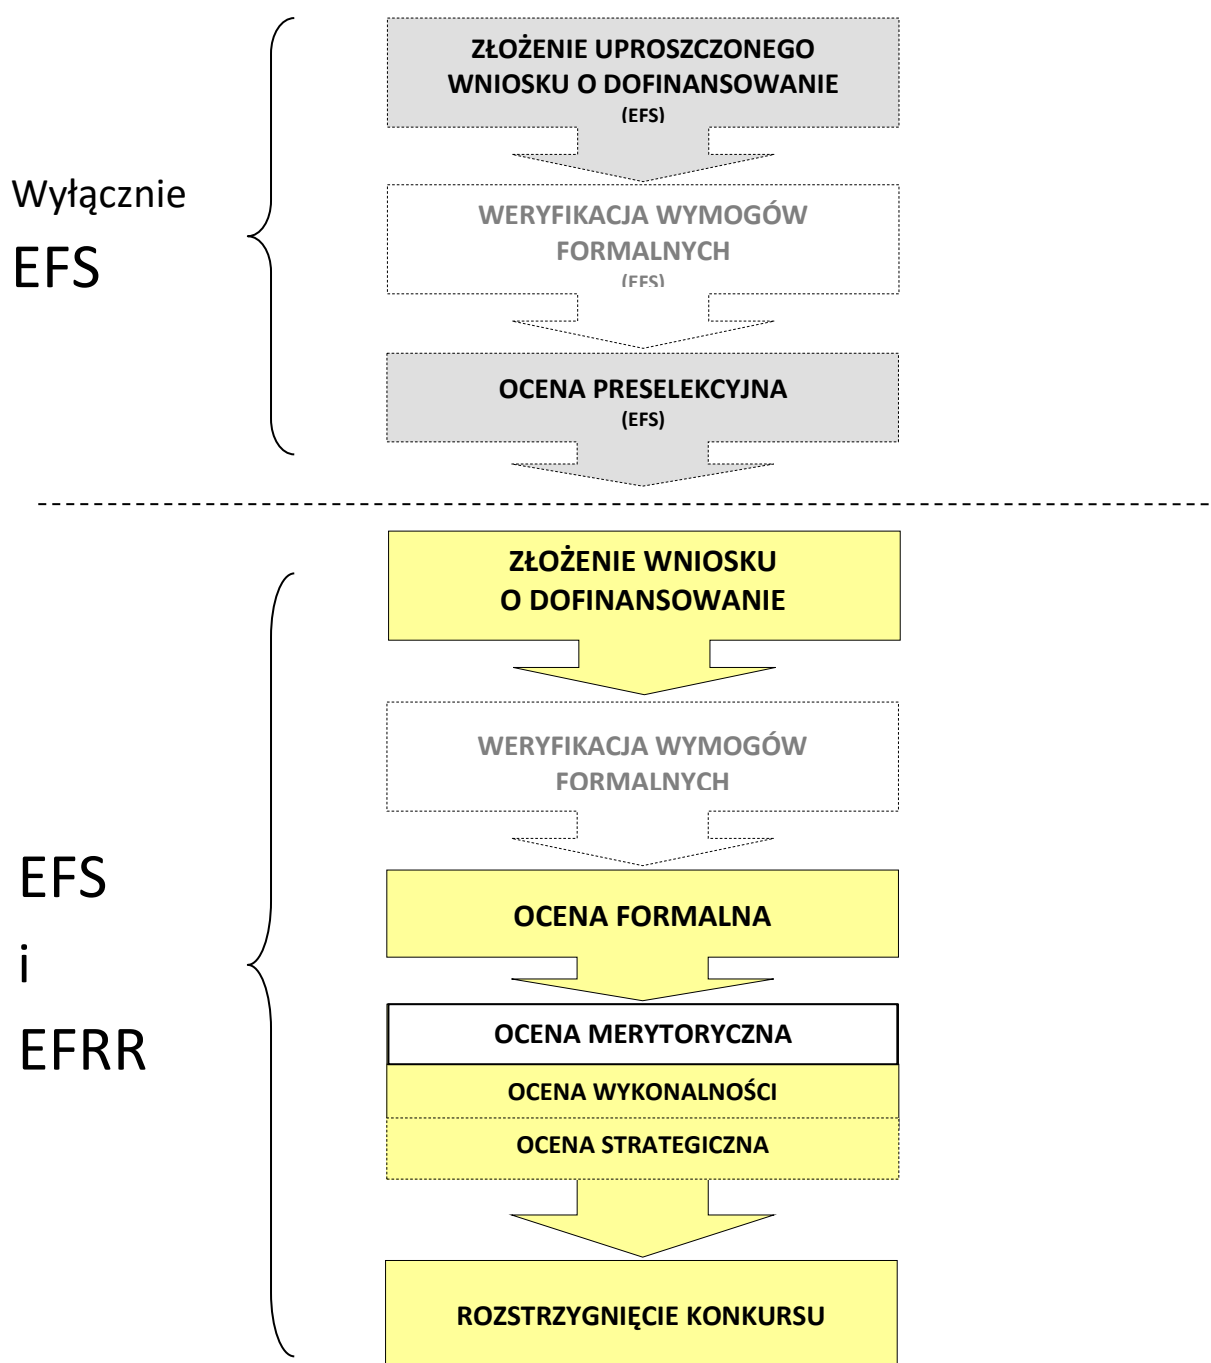 ZŁOŻENIE UPROSZCZONEGO
WNIOSKU O DOFINANSOWANIE
(EFS)
Wyłącznie
EFS
WERYFIKACJA WYMOGÓW
FORMALNYCH
(EFS)
OCENA PRESELEKCYJNA
(EFS)
ZŁOŻENIE WNIOSKU
O DOFINANSOWANIE
WERYFIKACJA WYMOGÓW
FORMALNYCH
EFS
i
EFRR
OCENA FORMALNA
OCENA MERYTORYCZNA
OCENA WYKONALNOŚCI
OCENA STRATEGICZNA
ROZSTRZYGNIĘCIE KONKURSU